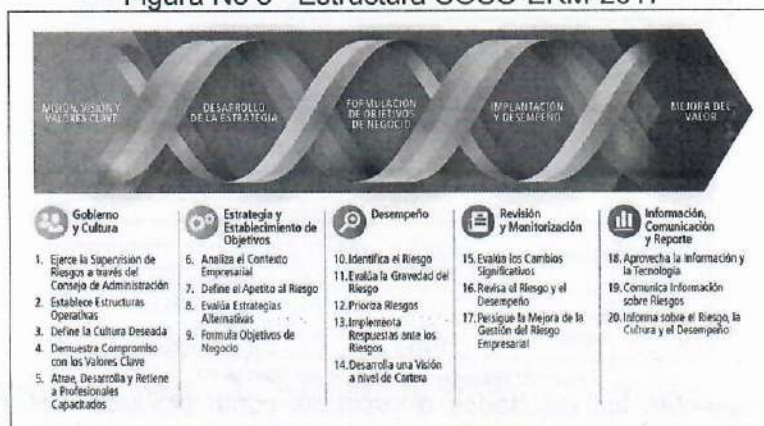 MISIÓN, VISIÓN Y
VALORES CLAVE
DESARROLLO
DE LA ESTRATEGIA
FORMULACIÓN
DE OBJETIVOS
DE NEGOCIO
IMPLANTACIÓN
Y DESEMPEÑO
MEJORA DEL
VALOR
Gobierno
y Cultura
1. Ejerce la Supervisión de
Riesgos a través del
Consejo de Administración
2. Establece Estructuras
Operativas
3. Define la Cultura Deseada
4. Demuestra Compromiso
con los Valores Clave
5. Atrae, Desarrolla y Retiene
a Profesionales
Capacitados
Estrategia y
Establecimiento de
Objetivos
6. Analiza el Contexto
Empresarial
7. Define el Apetito al Riesgo
8. Evalúa Estrategias
Alternativas
9. Formula Objetivos de
Negocio
Desempeño
10. Identifica el Riesgo
11. Evalúa la Gravedad del
Riesgo
12. Prioriza Riesgos
13. Implementa
Respuestas ante los
Riesgos
14. Desarrolla una Visión
a nivel de Cartera
Revisión
y Monitorización
15. Evalúa los Cambios
Significativos
16. Revisa el Riesgo y el
Desempeño
17. Persigue la Mejora de la
Gestión del Riesgo
Empresarial
Información,
Comunicación
y Reporte
18. Aprovecha la Información y
la Tecnología
19. Comunica Información
sobre Riesgos
20. Informa sobre el Riesgo, la
Cultura y el Desempeño